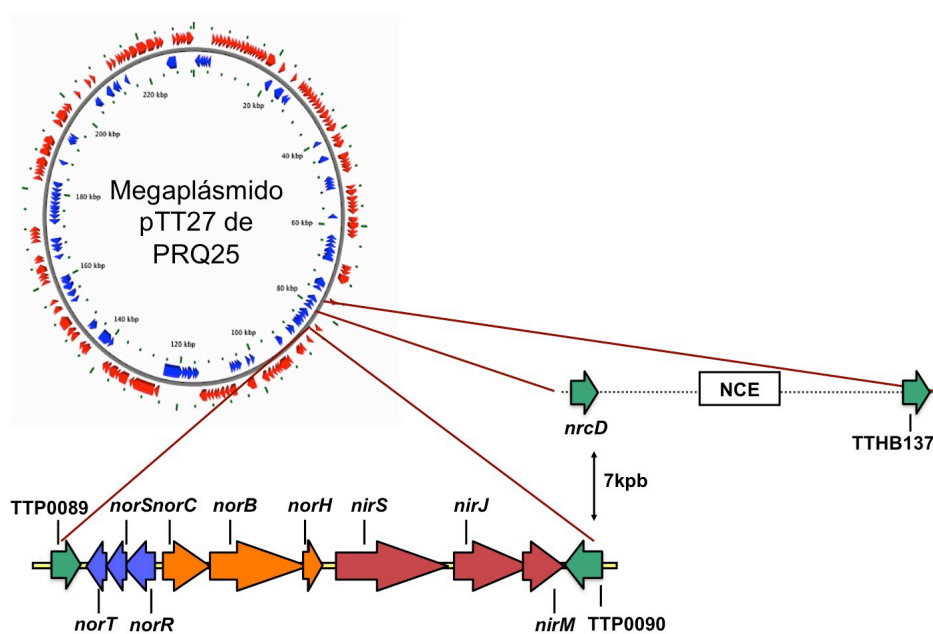 220 kbp
20
200 kbp
40 kbp
Megaplásmido
pTT27 de
PRQ25
180 kbp
60 kbp
160 kbp
80 kbp
140 kbp
100 kbp
120 kbp
NCE
nrcD
TTHB137
7kpb
TTP0089
norS
norC
norB
norH
nirS
nirJ
norT
norR
nirM
TTP0090